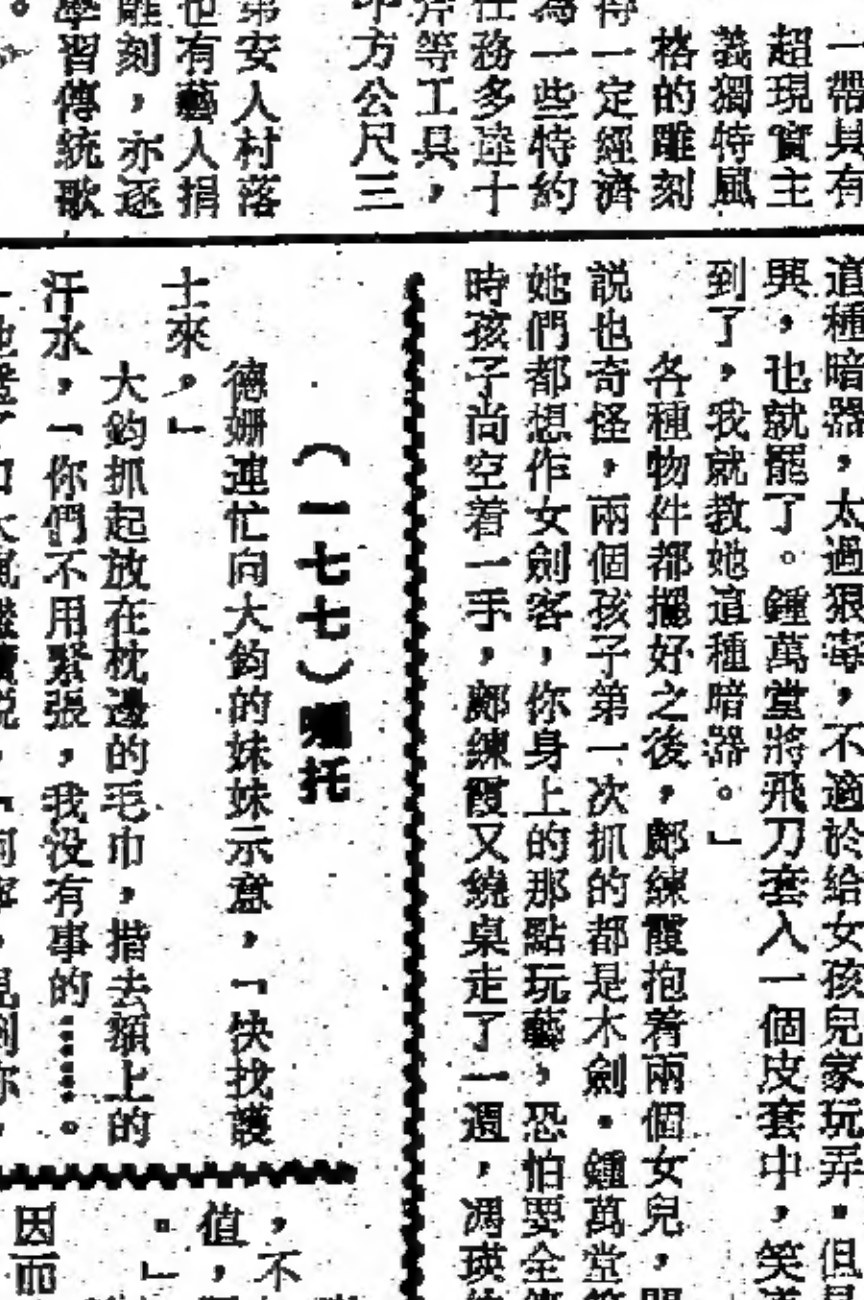 一帶具有
超現實主
義獨特風
格的雕刻
得一定經濟
為一些特約
任務多達十
斧等工具，
平方公尺三
第安人村落
也有藝人捐
雕刻，亦逐
學習傳統歌
。
這種暗器，太過狠毒，不適於給女孩兒家玩弄。但是
興，也就罷了。鍾萬堂將飛刀套入一個皮套中，笑道
到了，我就教她這種暗器。」
各種物件都擺好之後，鄺練霞抱着兩個女兒，
説也奇怪，兩個孩子第一次抓的都是木劍。鍾萬堂笑
她們都想作女劍客，你身上的那點玩藝，恐怕要全
時孩子尚空着一手，鄺練霞又繞桌走了一週，馮瑛
（一七七）囑托
德姍連忙向大鈞的妹妹示意，「快找護
士來。」
大鈞抓起放在枕邊的毛巾，揩去額上的
汗水，「你們不用緊張，我没有事的……。
，不
值，
。」
因而